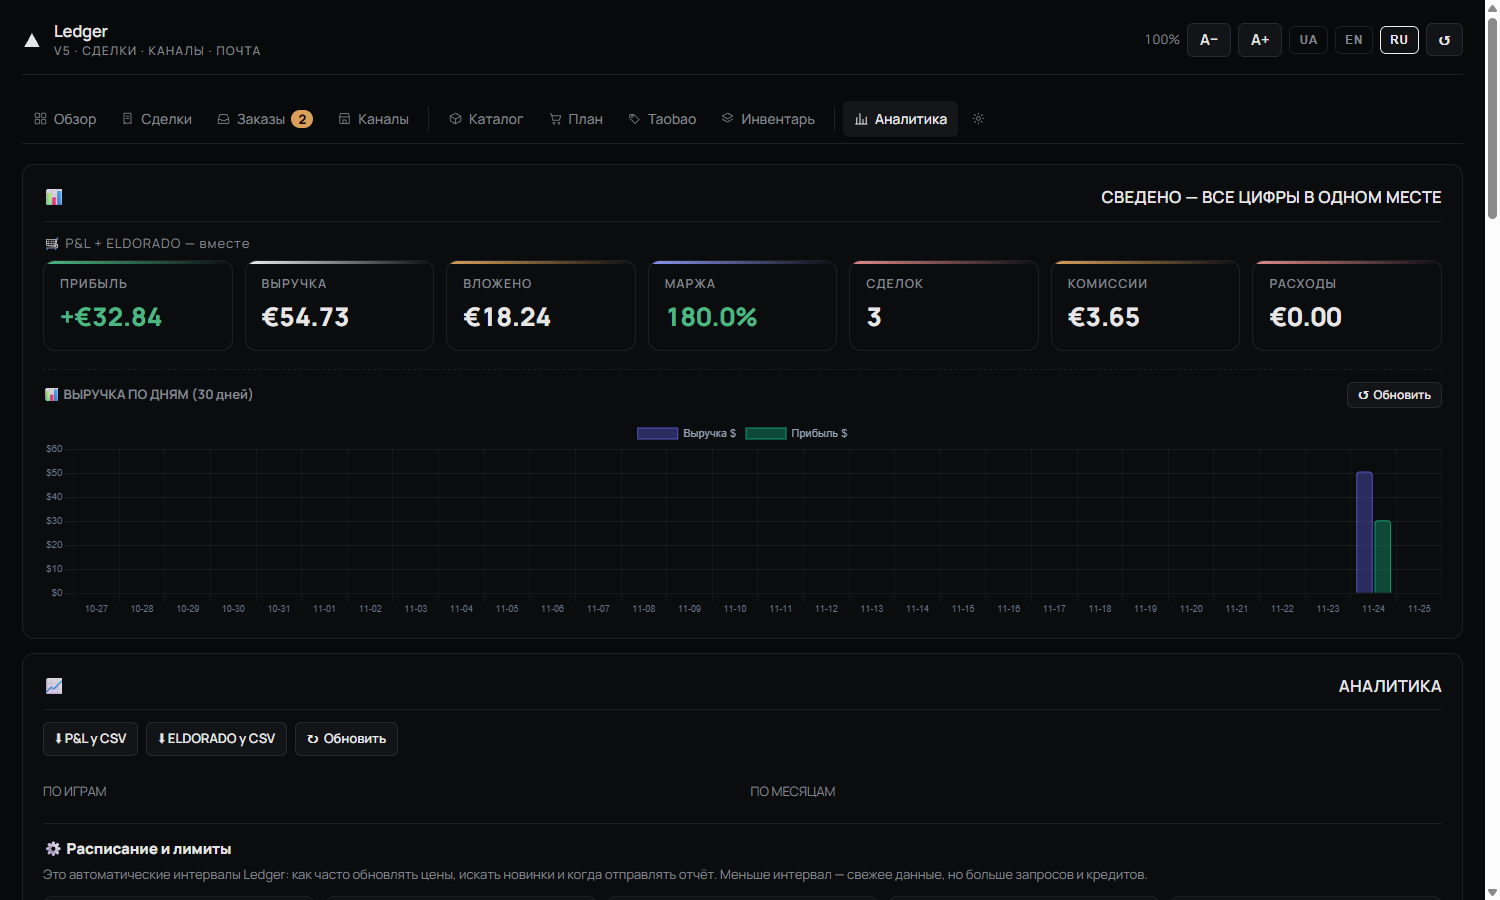 Ledger
V5 · СДЕЛКИ · КАНАЛЫ · ПОЧТА
100% A− A+ UA EN RU ↺
Обзор Сделки Заказы 2 Каналы Каталог План Taobao Инвентарь Аналитика
СВЕДЕНО — ВСЕ ЦИФРЫ В ОДНОМ МЕСТЕ
P&L + ELDORADO — вместе
ПРИБЫЛЬ ВЫРУЧКА ВЛОЖЕНО МАРЖА СДЕЛОК КОМИССИИ РАСХОДЫ
+€32.84 €54.73 €18.24 180.0% 3 €3.65 €0.00
ВЫРУЧКА ПО ДНЯМ (30 дней)
↺ Обновить
Выручка $ Прибыль $
$60
$50
$40
$30
$20
$10
$0
10-27 10-28 10-29 10-30 10-31 11-01 11-02 11-03 11-04 11-05 11-06 11-07 11-08 11-09 11-10 11-11 11-12 11-13 11-14 11-15 11-16 11-17 11-18 11-19 11-20 11-21 11-22 11-23 11-24 11-25
АНАЛИТИКА
⬇ P&L у CSV ⬇ ELDORADO у CSV ↻ Обновить
ПО ИГРАМ ПО МЕСЯЦАМ
Расписание и лимиты
Это автоматические интервалы Ledger: как часто обновлять цены, искать новинки и когда отправлять отчёт. Меньше интервал — свежее данные, но больше запросов и кредитов.